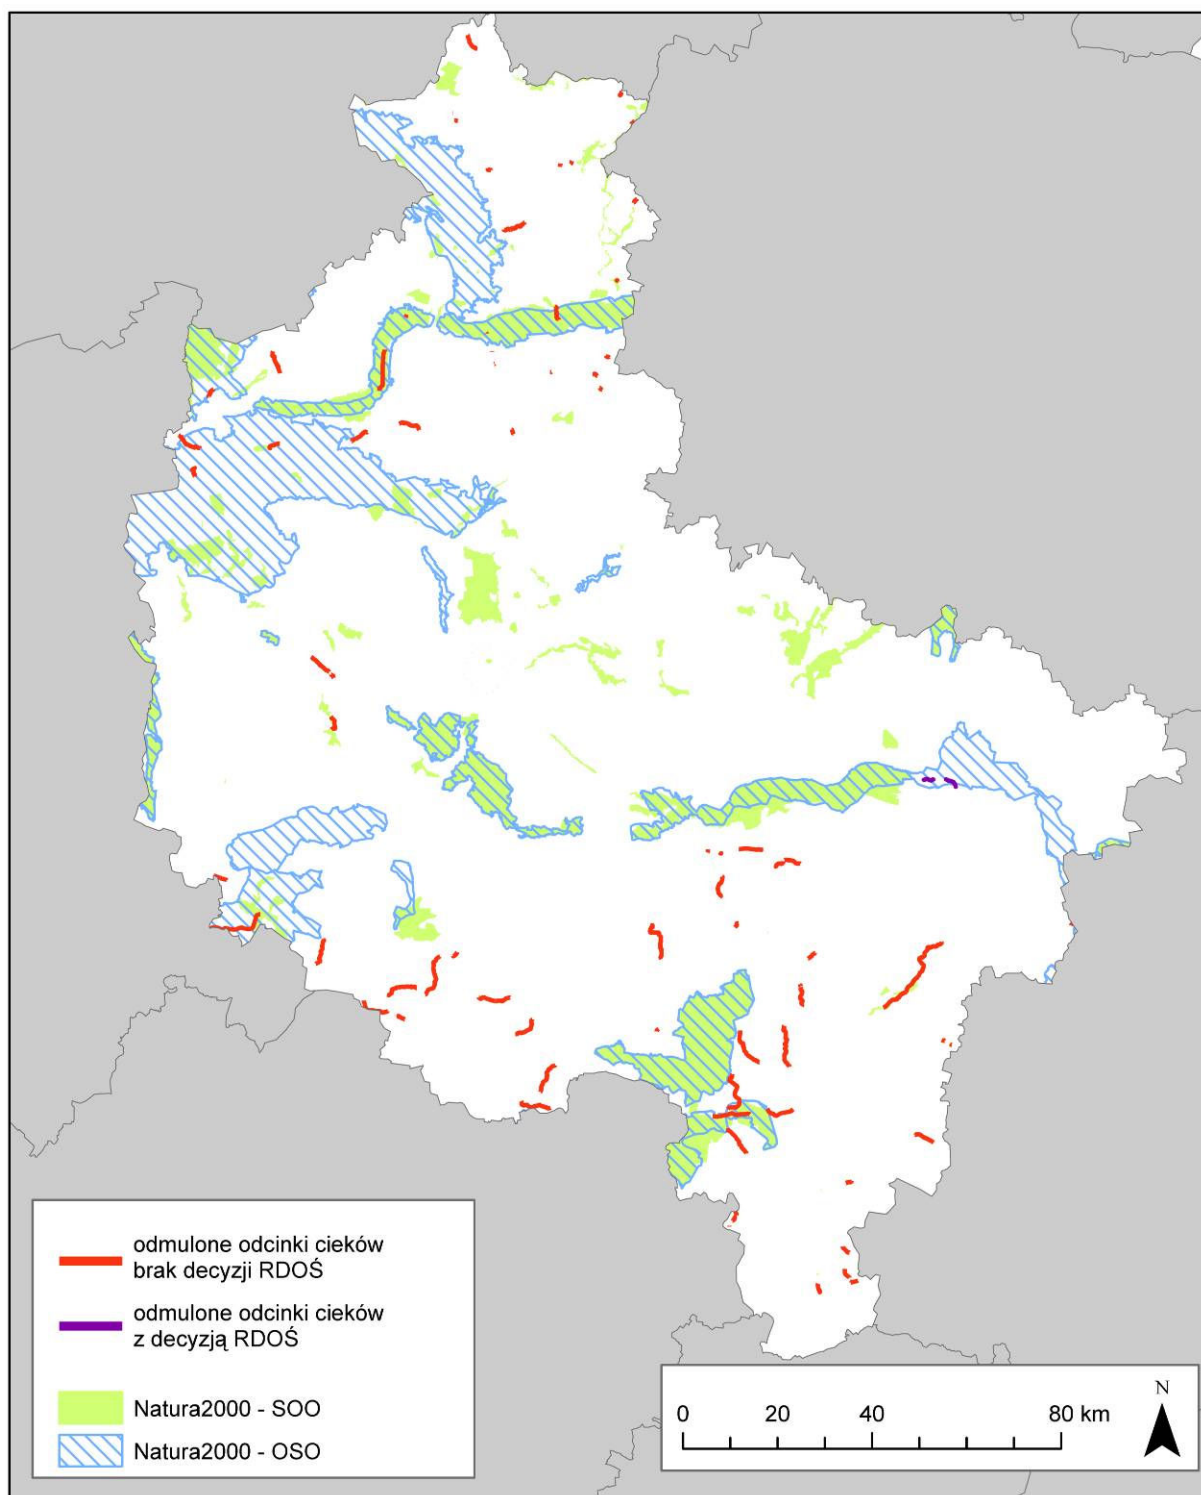 odmulone odcinki cieków
brak decyzji RDOŚ
odmulone odcinki cieków
z decyzją RDOŚ
Natura2000 - SOO
Natura2000 - OSO
0 20 40 80 km
N